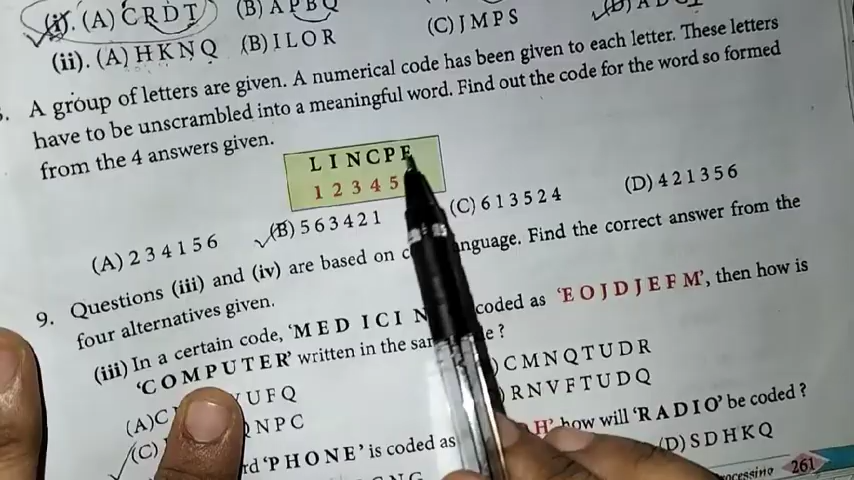 (i). (A) C R D T (B) A P B Q
(ii). (A) H K N Q (B) I L O R (C) J M P S
A group of letters are given. A numerical code has been given to each letter. These letters
have to be unscrambled into a meaningful word. Find out the code for the word so formed
from the 4 answers given.
L I N C P E
1 2 3 4 5
(A) 2 3 4 1 5 6 (B) 5 6 3 4 2 1 (C) 6 1 3 5 2 4 (D) 4 2 1 3 5 6
9. Questions (iii) and (iv) are based on nguage. Find the correct answer from the
four alternatives given.
(iii) In a certain code, 'M E D I C I N coded as 'E O J D J E F M', then how is
'C O M P U T E R' written in the sa e ?
(A) C U F Q ) C M N Q T U D R
(C) N P C R N V F T U D Q
rd 'P H O N E' is coded as H' how will 'R A D I O' be coded ?
(D) S D H K Q
ocessing 261